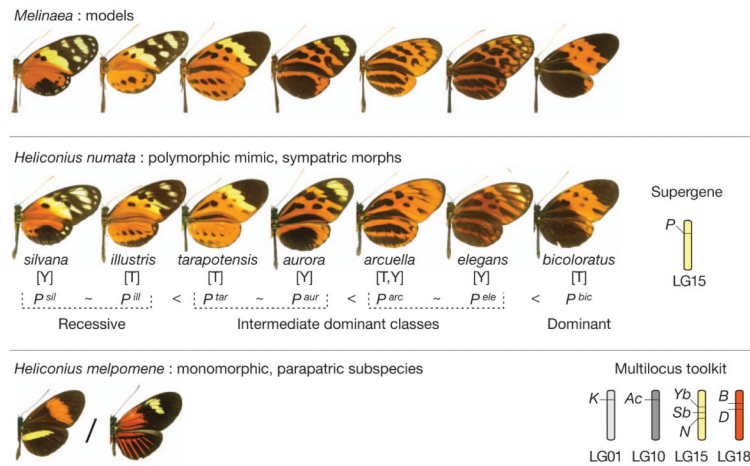 Melinaea : models
Heliconius numata : polymorphic mimic, sympatric morphs
Supergene
silvana illustris tarapotensis aurora arcuella elegans bicoloratus
[Y] [T] [T] [Y] [T,Y] [Y] [T]
P sil ~ P ill < P tar ~ P aur < P arc ~ P ele < P bic
Recessive Intermediate dominant classes Dominant
P
LG15
Heliconius melpomene : monomorphic, parapatric subspecies
Multilocus toolkit
/
K Ac Yb B
Sb D
N
LG01 LG10 LG15 LG18